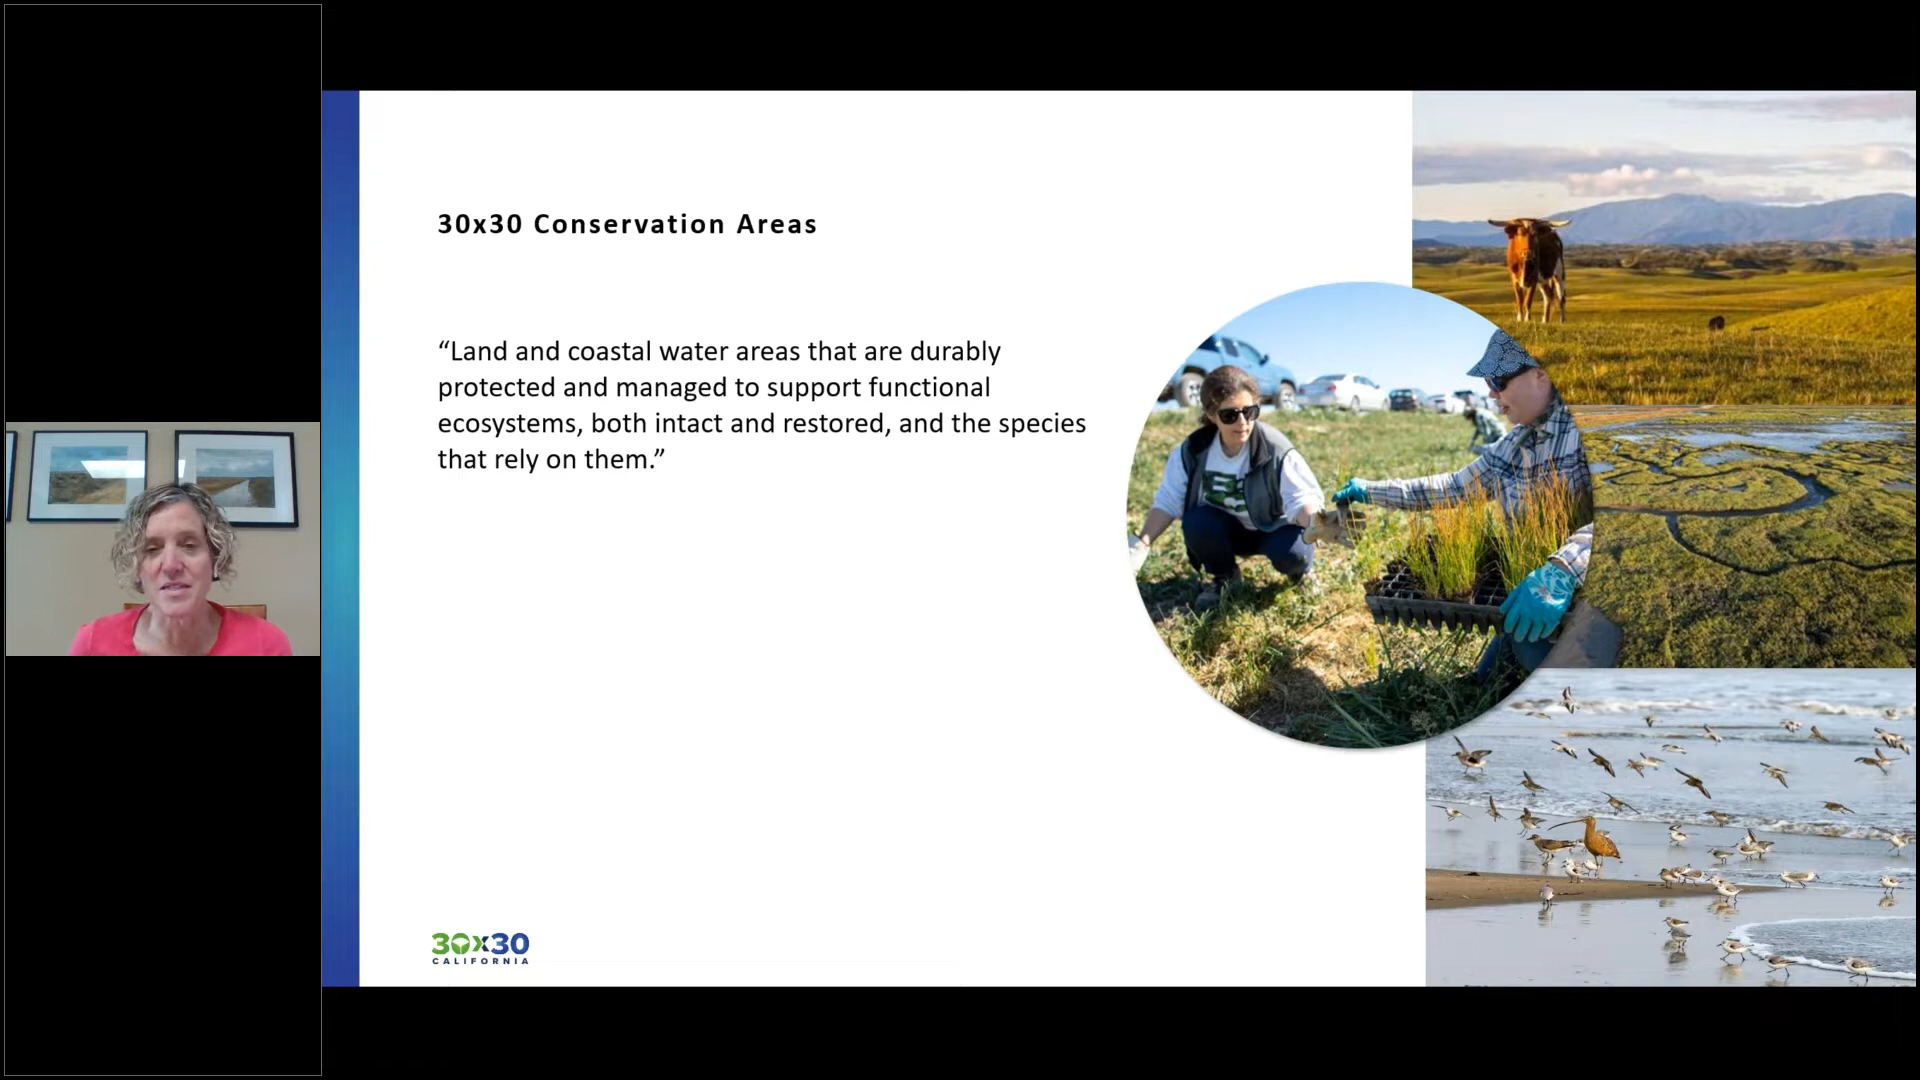 30x30 Conservation Areas
“Land and coastal water areas that are durably
protected and managed to support functional
ecosystems, both intact and restored, and the species
that rely on them.”
30x30
CALIFORNIA